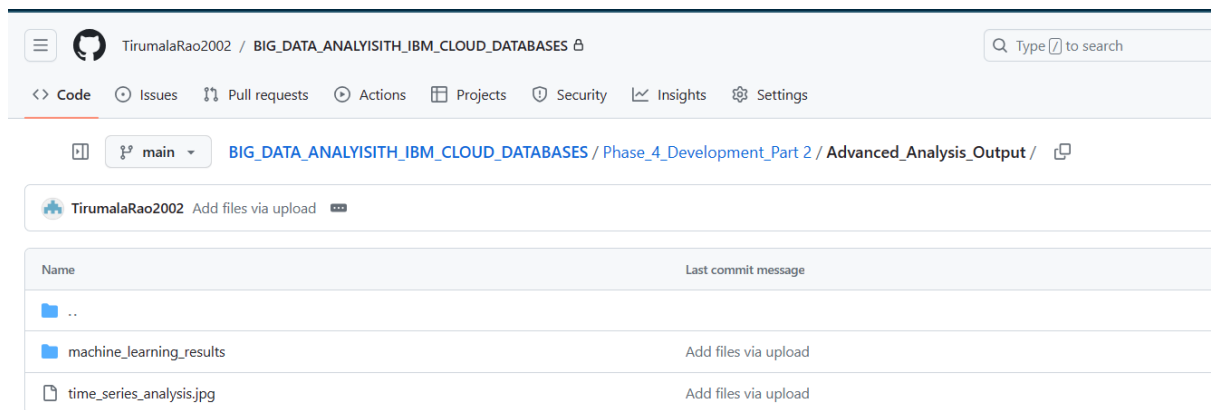 TirumalaRao2002 / BIG_DATA_ANALYISITH_IBM_CLOUD_DATABASES Type / to search
Code Issues Pull requests Actions Projects Security Insights Settings
main BIG_DATA_ANALYISITH_IBM_CLOUD_DATABASES / Phase_4_Development_Part 2 / Advanced_Analysis_Output /
TirumalaRao2002 Add files via upload
Name Last commit message
..
machine_learning_results Add files via upload
time_series_analysis.jpg Add files via upload